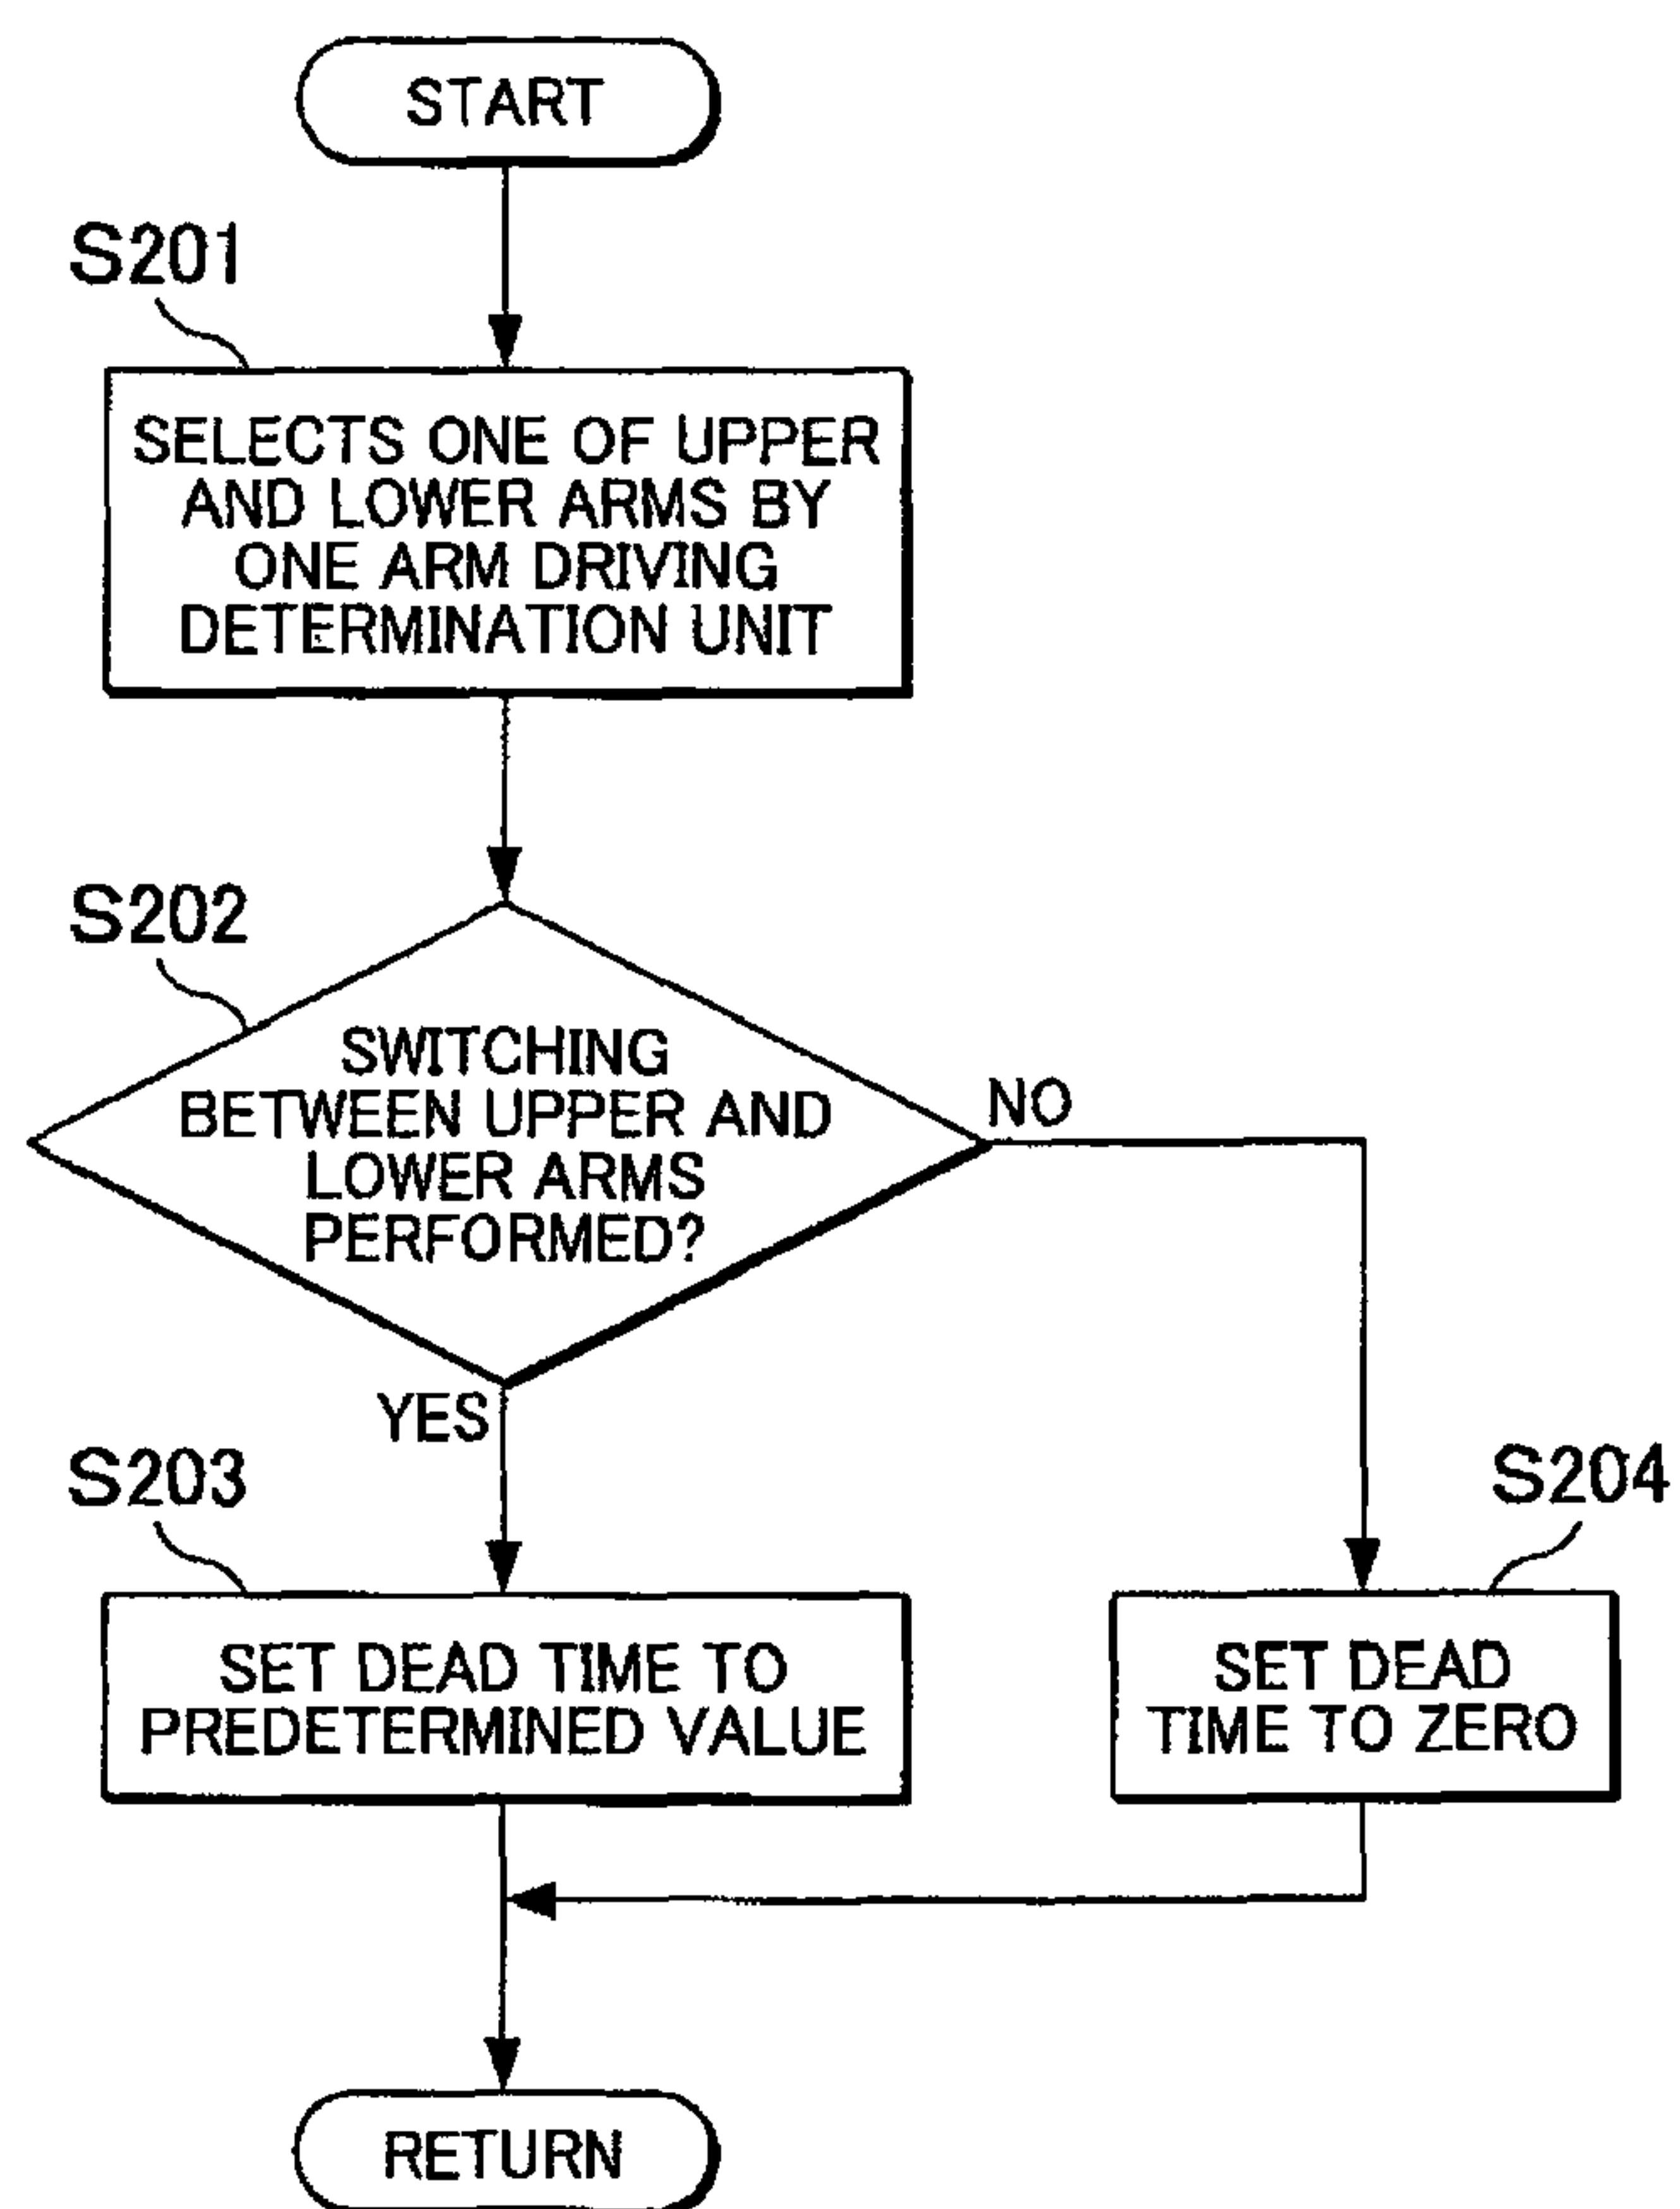 START
S201
SELECTS ONE OF UPPER
AND LOWER ARMS BY
ONE ARM DRIVING
DETERMINATION UNIT
S202
SWITCHING
BETWEEN UPPER AND
LOWER ARMS
PERFORMED?
NO
YES
S203
SET DEAD TIME TO
PREDETERMINED VALUE
S204
SET DEAD
TIME TO ZERO
RETURN